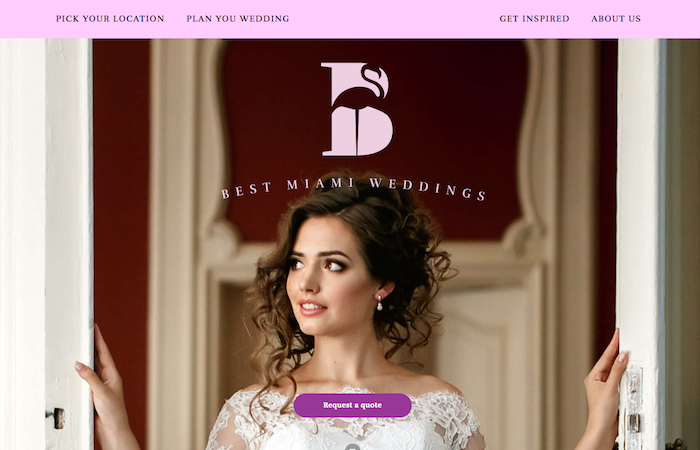 PICK YOUR LOCATION
PLAN YOU WEDDING
GET INSPIRED
ABOUT US
B
BEST MIAMI WEDDINGS
Request a quote